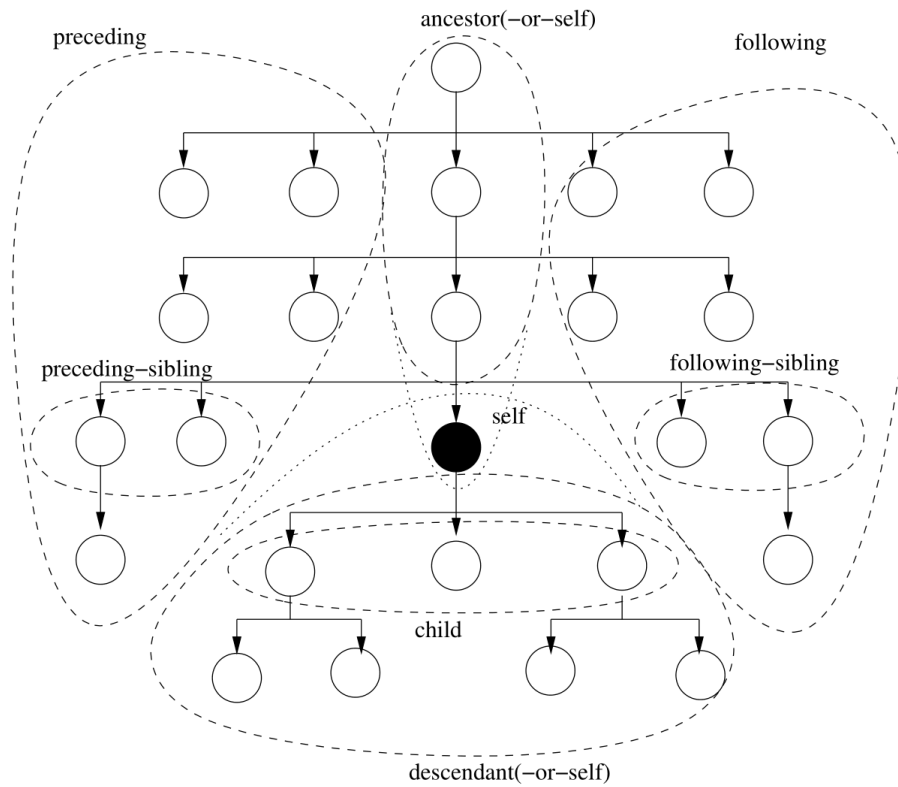 ancestor(−or−self)
preceding
following
preceding−sibling
following−sibling
self
child
descendant(−or−self)